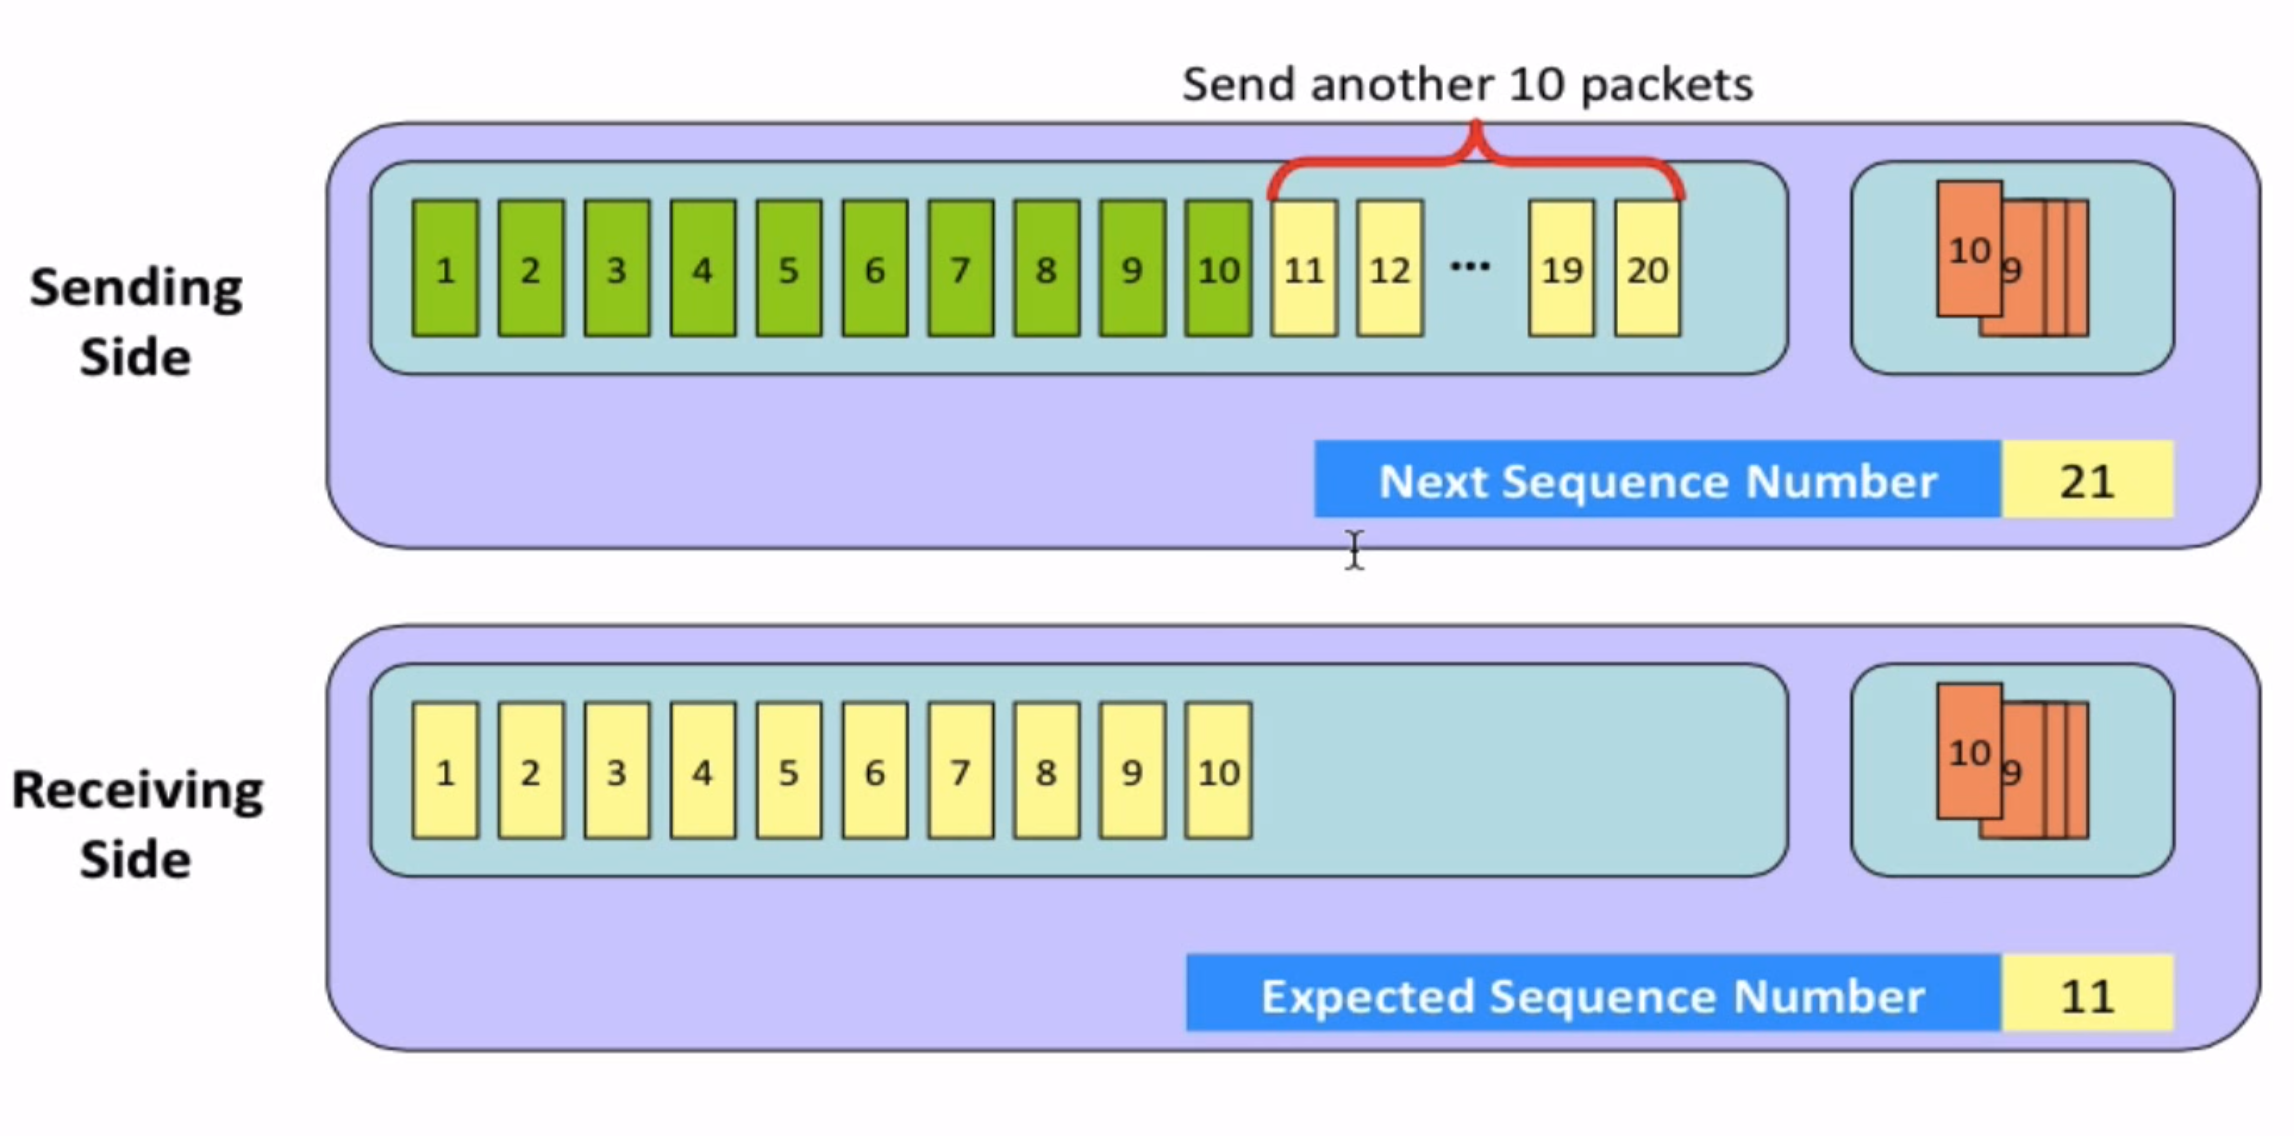 Send another 10 packets
Sending
Side
1 2 3 4 5 6 7 8 9 10 11 12 ... 19 20
10 9
Next Sequence Number 21
Receiving
Side
1 2 3 4 5 6 7 8 9 10
10 9
Expected Sequence Number 11